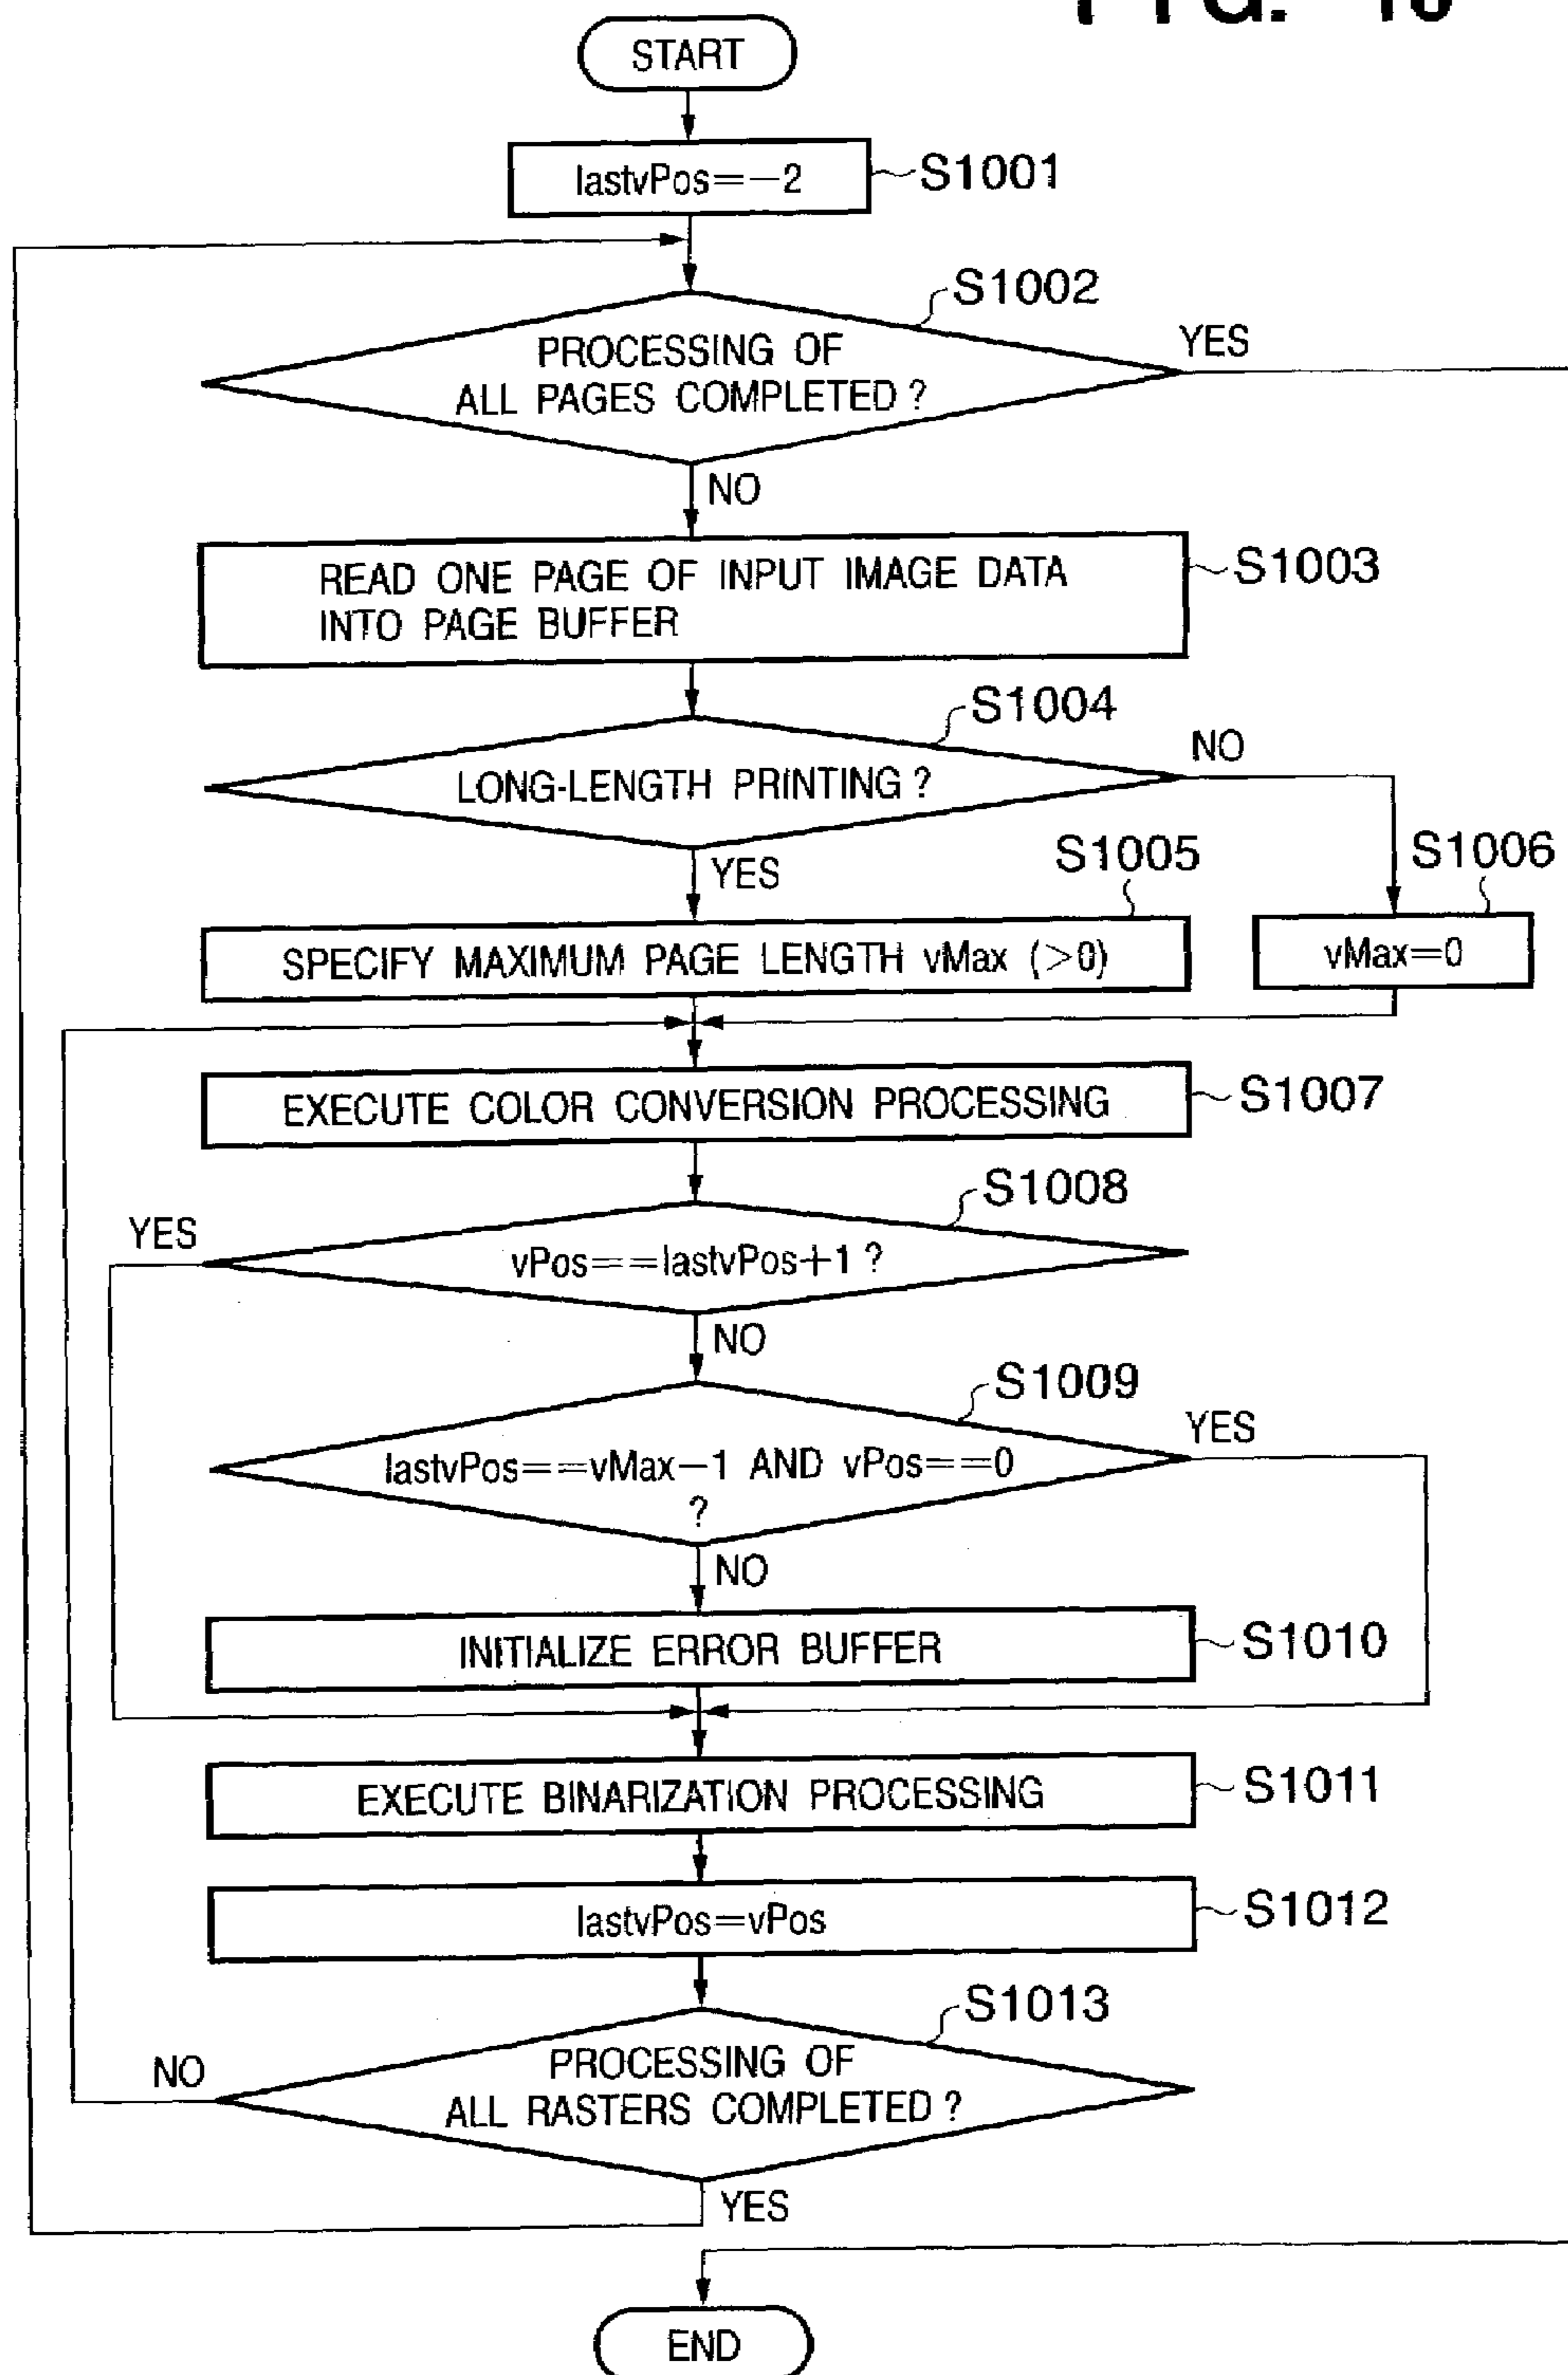 FIG. 10
START
lastvPos=-2
S1001
S1002
PROCESSING OF
ALL PAGES COMPLETED?
YES
NO
READ ONE PAGE OF INPUT IMAGE DATA
INTO PAGE BUFFER
S1003
S1004
LONG-LENGTH PRINTING?
NO
YES
S1005
S1006
SPECIFY MAXIMUM PAGE LENGTH vMax (>0)
vMax=0
EXECUTE COLOR CONVERSION PROCESSING
S1007
S1008
YES
vPos==lastvPos+1?
NO
S1009
YES
lastvPos==vMax-1 AND vPos==0
?
NO
INITIALIZE ERROR BUFFER
S1010
EXECUTE BINARIZATION PROCESSING
S1011
lastvPos=vPos
S1012
S1013
NO
PROCESSING OF
ALL RASTERS COMPLETED?
YES
END